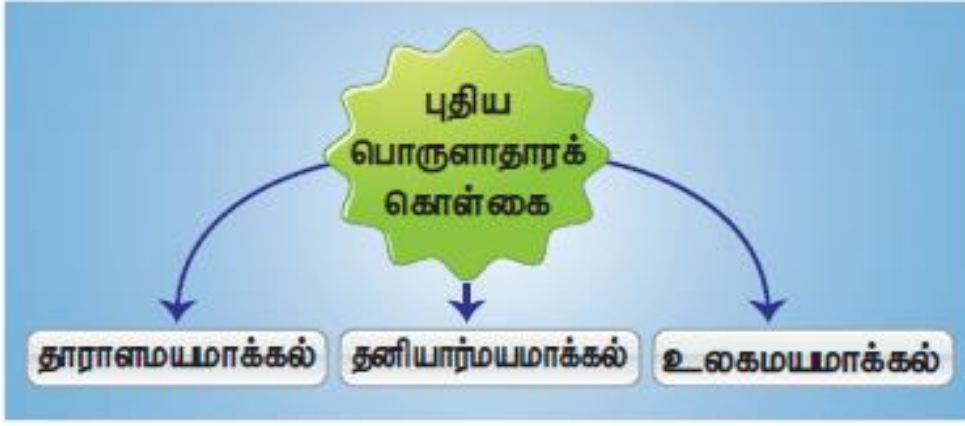 புதிய
பொருளாதாரக்
கொள்கை
தாராளமயமாக்கல்
தனியார்மயமாக்கல்
உலகமயமாக்கல்